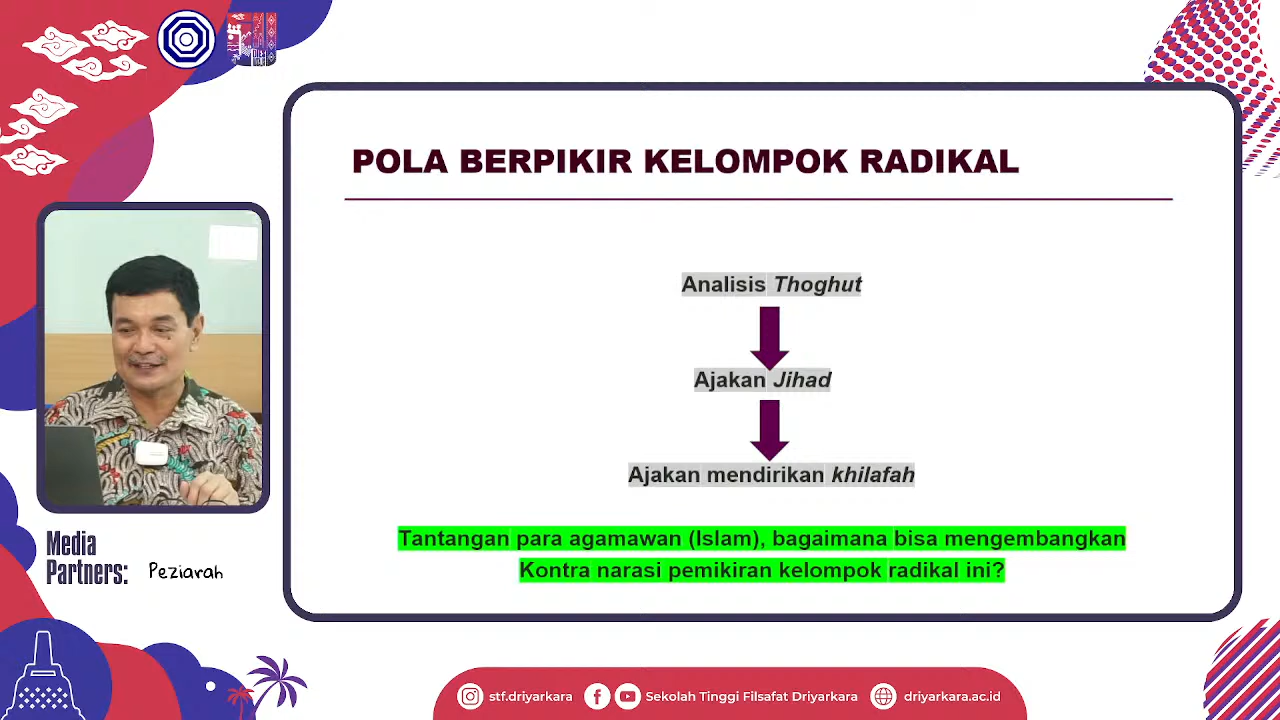 POLA BERPIKIR KELOMPOK RADIKAL
Analisis Thoghut
Ajakan Jihad
Ajakan mendirikan khilafah
Tantangan para agamawan (Islam), bagaimana bisa mengembangkan
Kontra narasi pemikiran kelompok radikal ini?
Media
Partners:
Peziarah
stf.driyarkara
Sekolah Tinggi Filsafat Driyarkara
driyarkara.ac.id